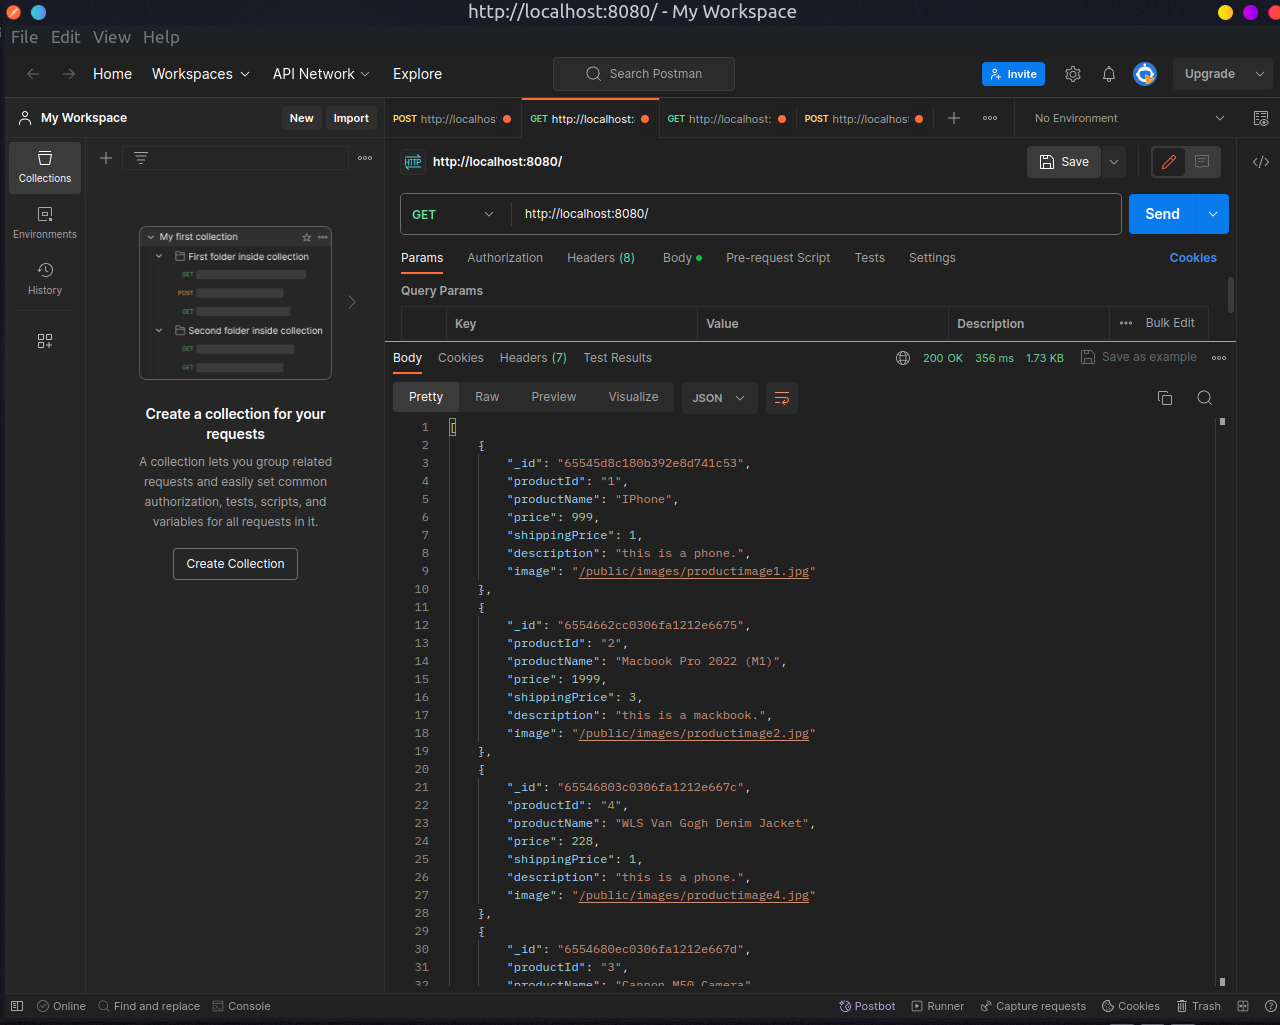 http://localhost:8080/ - My Workspace
File Edit View Help
Home Workspaces API Network Explore Search Postman Invite Upgrade
My Workspace New Import POST http://localhos GET http://localhost: GET http://localhost: POST http://localhost No Environment
Collections
Environments
History
My first collection
First folder inside collection
GET
POST
GET
Second folder inside collection
GET
GET
Create a collection for your
requests
A collection lets you group related
requests and easily set common
authorization, tests, scripts, and
variables for all requests in it.
Create Collection
HTTP http://localhost:8080/ Save
GET http://localhost:8080/ Send
Params Authorization Headers (8) Body Pre-request Script Tests Settings Cookies
Query Params
Key Value Description Bulk Edit
Body Cookies Headers (7) Test Results 200 OK 356 ms 1.73 KB Save as example
Pretty Raw Preview Visualize JSON
1 [
2 {
3 "_id": "65545d8c180b392e8d741c53",
4 "productId": "1",
5 "productName": "IPhone",
6 "price": 999,
7 "shippingPrice": 1,
8 "description": "this is a phone.",
9 "image": "/public/images/productimage1.jpg"
10 },
11 {
12 "_id": "6554662cc0306fa1212e6675",
13 "productId": "2",
14 "productName": "Macbook Pro 2022 (M1)",
15 "price": 1999,
16 "shippingPrice": 3,
17 "description": "this is a mackbook.",
18 "image": "/public/images/productimage2.jpg"
19 },
20 {
21 "_id": "65546803c0306fa1212e667c",
22 "productId": "4",
23 "productName": "WLS Van Gogh Denim Jacket",
24 "price": 228,
25 "shippingPrice": 1,
26 "description": "this is a phone.",
27 "image": "/public/images/productimage4.jpg"
28 },
29 {
30 "_id": "6554680ec0306fa1212e667d",
31 "productId": "3",
32 "productName": "Cannon M50 Camera"
Online Find and replace Console Postbot Runner Capture requests Cookies Trash